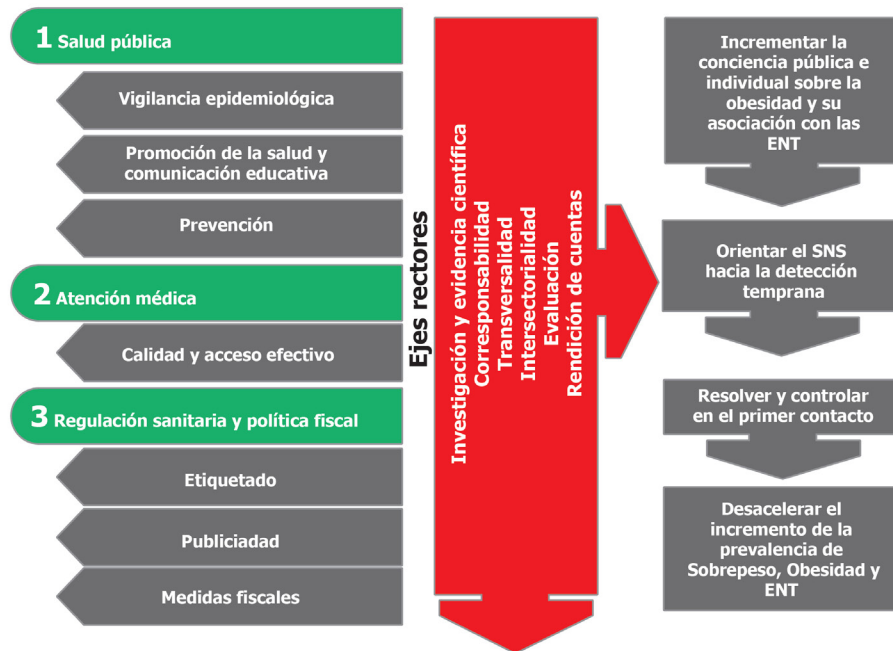 1 Salud pública
Vigilancia epidemiológica
Promoción de la salud y
comunicación educativa
Prevención
2 Atención médica
Calidad y acceso efectivo
3 Regulación sanitaria y política fiscal
Etiquetado
Publiciadad
Medidas fiscales
Ejes rectores
Investigación y evidencia científica
Corresponsabilidad
Transversalidad
Intersectorialidad
Evaluación
Rendición de cuentas
Incrementar la
conciencia pública e
individual sobre la
obesidad y su
asociación con las
ENT
Orientar el SNS
hacia la detección
temprana
Resolver y controlar
en el primer contacto
Desacelerar el
incremento de la
prevalencia de
Sobrepeso, Obesidad y
ENT